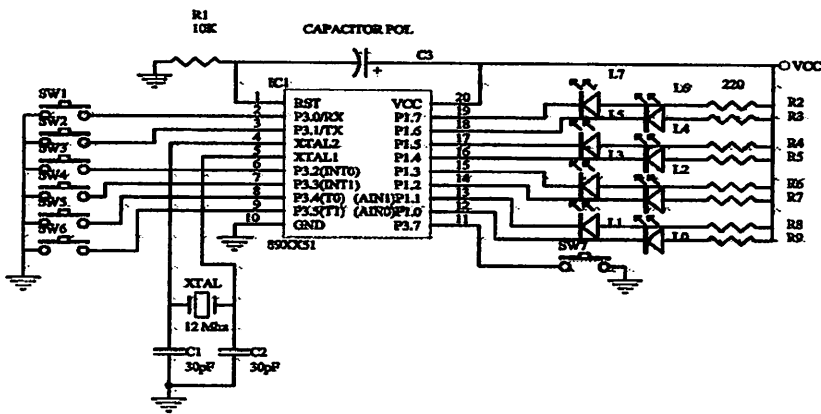 R1
10K
CAPACITOR POL
C3
+
VCC
IC1
L7
L6
220
SW1
1 RST VCC 20
R2
2 P3.0/RX P1.7 19
L5
R3
SW2
3 P3.1/TX P1.6 18
L4
4 XTAL2 P1.5 17
R4
SW3
5 XTAL1 P1.4 16
L3
R5
6 P3.2(INT0) P1.3 15
L2
SW4
7 P3.3(INT1) P1.2 14
R6
8 P3.4(T0) (AIN1)P1.1 13
R7
SW5
9 P3.5(T1) (AIN0)P1.0 12
L1
R8
10 GND P3.7 11
L0
R9
SW6
89XX51
SW7
XTAL
12 Mhz
C1
30pF
C2
30pF